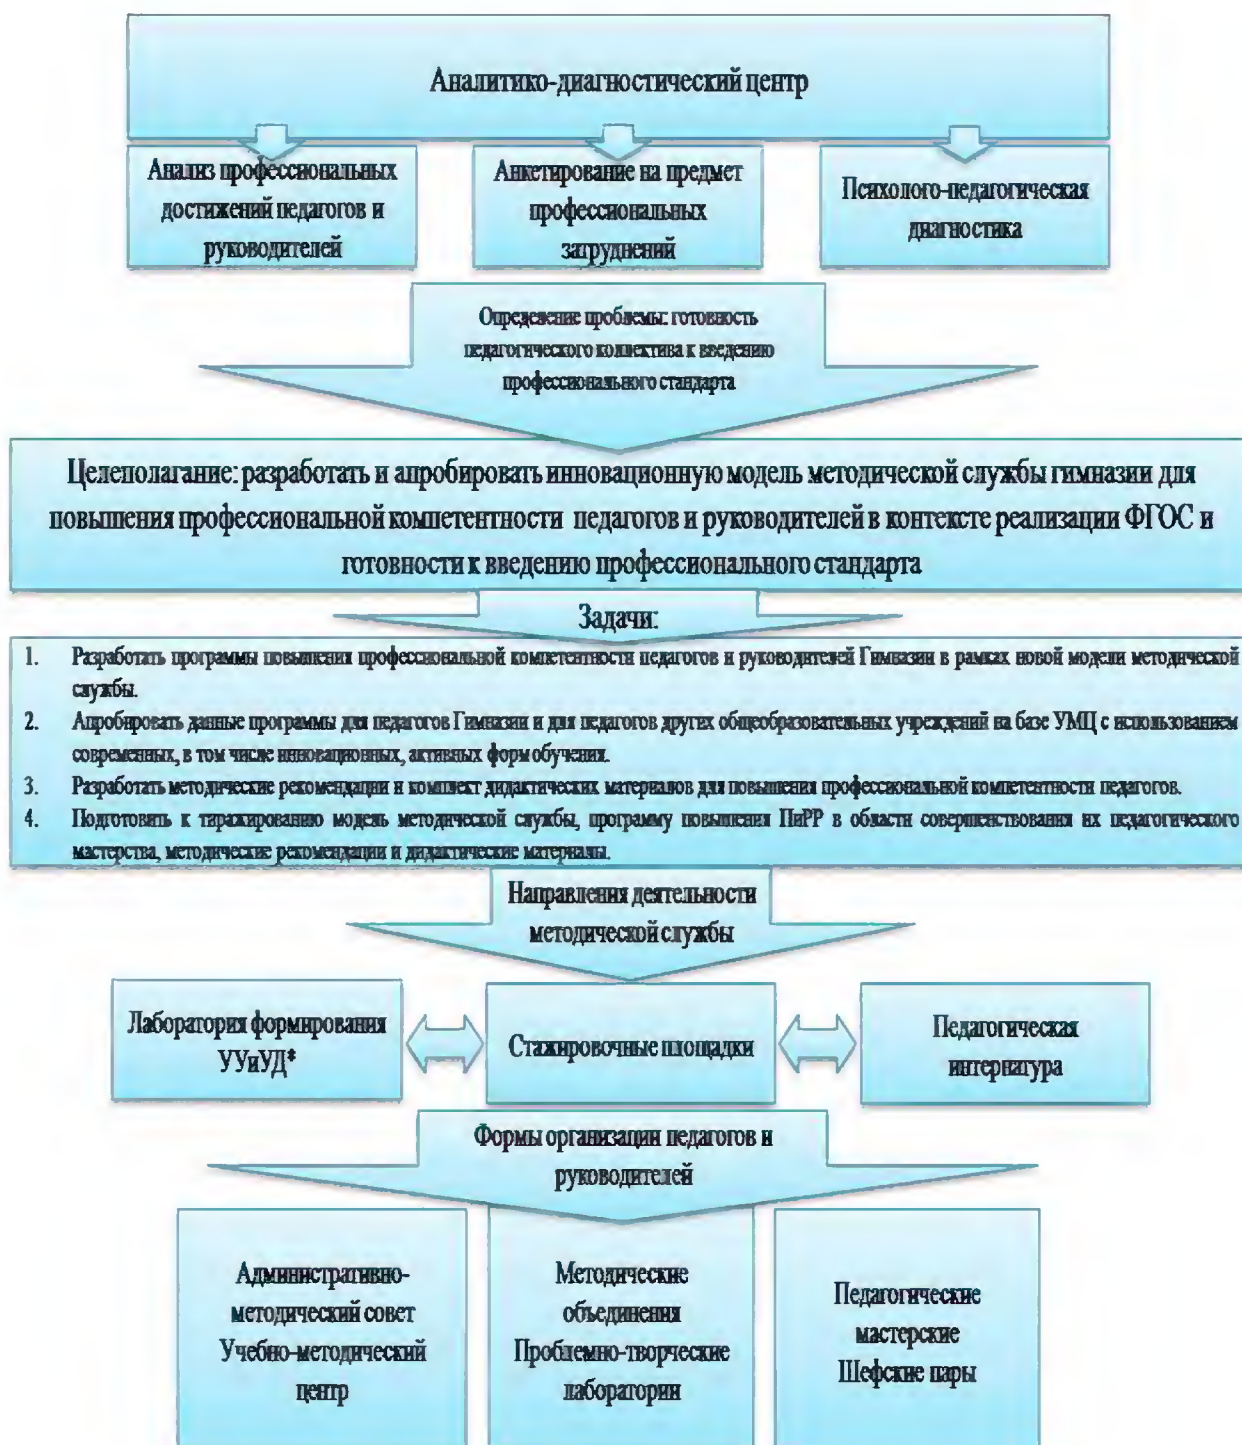 Аналитико-диагностический центр
Анализ профессиональных
достижений педагогов и
руководителей
Анкетирование на предмет
профессиональных
затруднений
Психолого-педагогическая
диагностика
Определение проблемы: готовность
педагогического коллектива к введению
профессионального стандарта
Целеполагание: разработать и апробировать инновационную модель методической службы гимназии для
повышения профессиональной компетентности педагогов и руководителей в контексте реализации ФГОС и
готовности к введению профессионального стандарта
Задачи:
1. Разработать программы повышения профессиональной компетентности педагогов и руководителей Гимназии в рамках новой модели методической
службы.
2. Апробировать данные программы для педагогов Гимназии и для педагогов других общеобразовательных учреждений на базе УМЦ с использованием
современных, в том числе инновационных, активных форм обучения.
3. Разработать методические рекомендации и комплект дидактических материалов для повышения профессиональной компетентности педагогов.
4. Подготовить к тиражированию модель методической службы, программу повышения ПиРР в области совершенствования их педагогического
мастерства, методические рекомендации и дидактические материалы.
Направления деятельности
методической службы
Лаборатория формирования
УУиУД*
Стажировочные площадки
Педагогическая
интернатура
Формы организации педагогов и
руководителей
Административно-
методический совет
Учебно-методический
центр
Методические
объединения
Проблемно-творческие
лаборатории
Педагогические
мастерские
Шефские пары